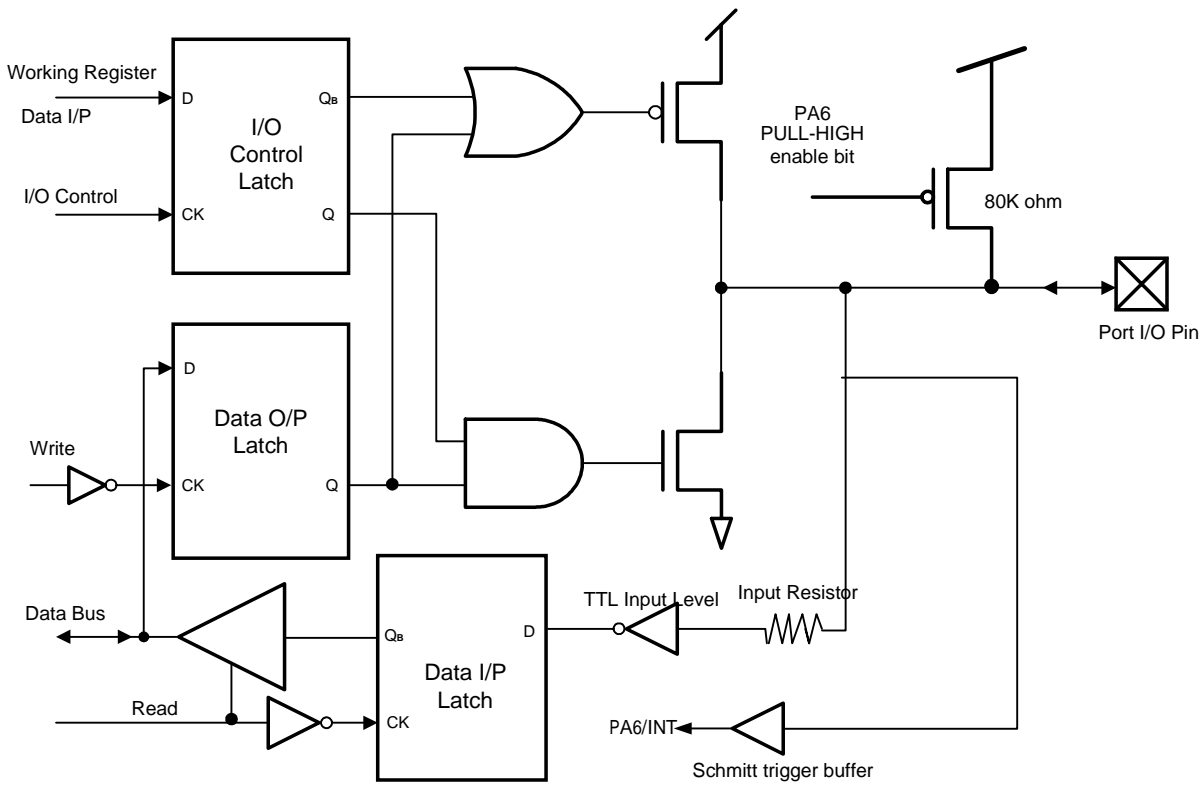 Working Register
Data I/P
I/O Control
D
CK
QB
Q
I/O
Control
Latch
PA6
PULL-HIGH
enable bit
80K ohm
Port I/O Pin
D
CK
Q
Data O/P
Latch
Write
Data Bus
Read
QB
D
CK
Data I/P
Latch
TTL Input Level
Input Resistor
PA6/INT
Schmitt trigger buffer